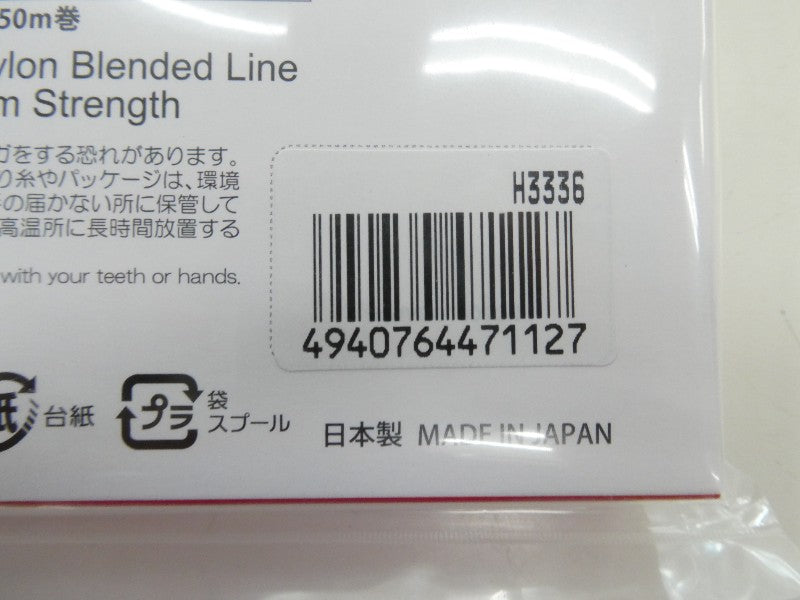 50m巻
ylon Blended Line
m Strength
ガをする恐れがあります。
り糸やパッケージは、環境
の届かない所に保管して
高温所に長時間放置する
with your teeth or hands.
H3336
4940764471127
紙 台紙
プラ 袋
スプール
日本製 MADE IN JAPAN